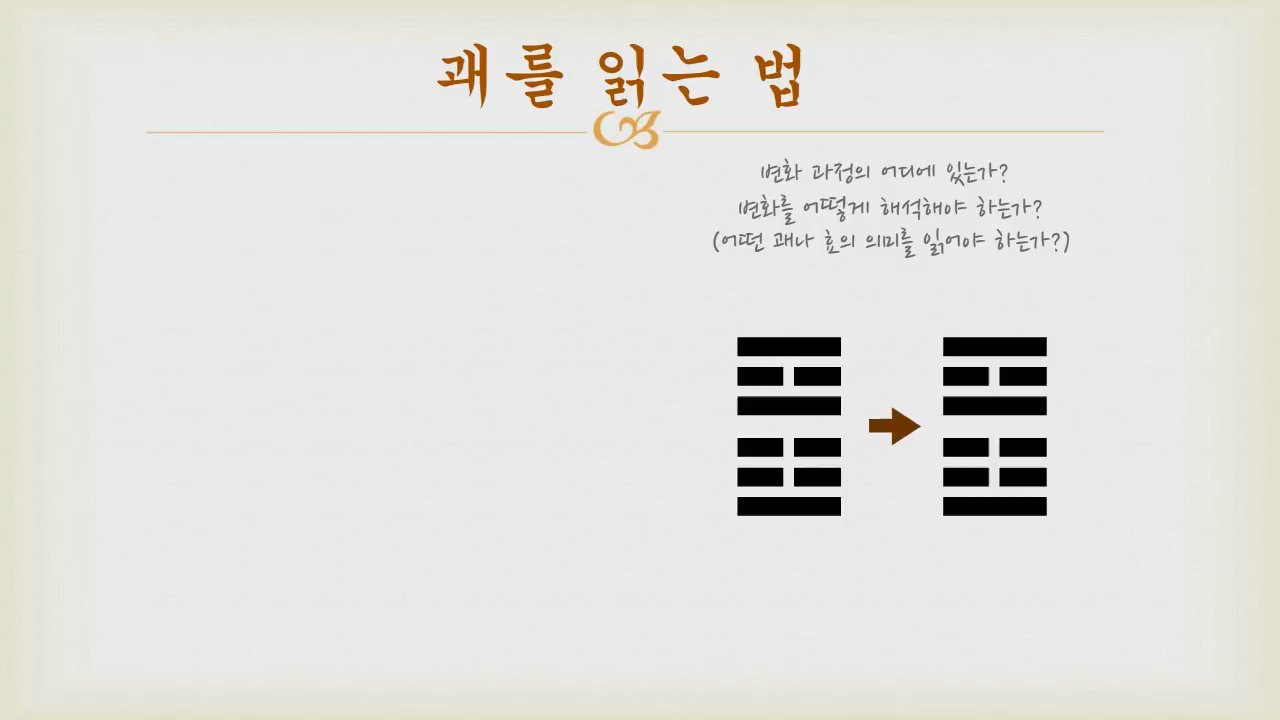 괘를 읽는 법
변화 과정의 어디에 있는가?
변화를 어떻게 해석해야 하는가?
(어떤 괘나 효의 의미를 읽어야 하는가?)